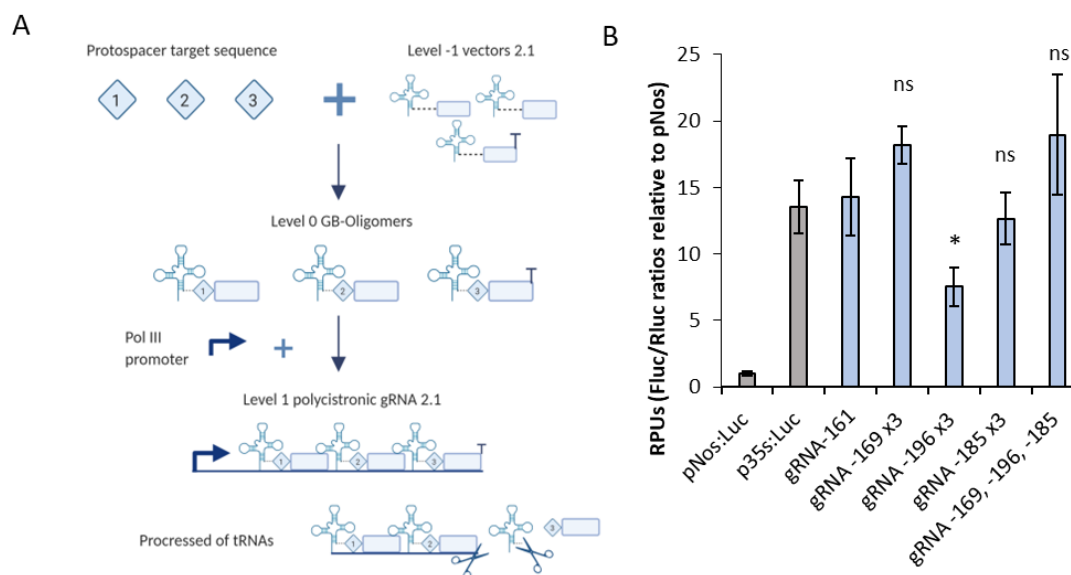 A
Protospacer target sequence
Level -1 vectors 2.1
1
2
3
Level 0 GB-Oligomers
1
2
3
Pol III
promoter
Level 1 polycistronic gRNA 2.1
1
2
3
Procressed of tRNAs
1
2
3
B
RPUs (Fluc/Rluc ratios relative to pNos)
25
20
15
10
5
0
ns
*
ns
ns
pNos:Luc
p35s:Luc
gRNA-161
gRNA -169 x3
gRNA -196 x3
gRNA -185 x3
gRNA -169, -196, -185